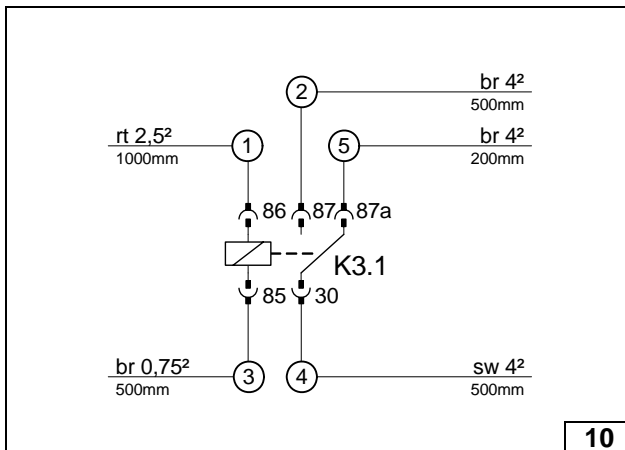 2
br 4²
500mm
rt 2,5²
1000mm
1
5
br 4²
200mm
86
87
87a
K3.1
85
30
br 0,75²
500mm
3
4
sw 4²
500mm
10